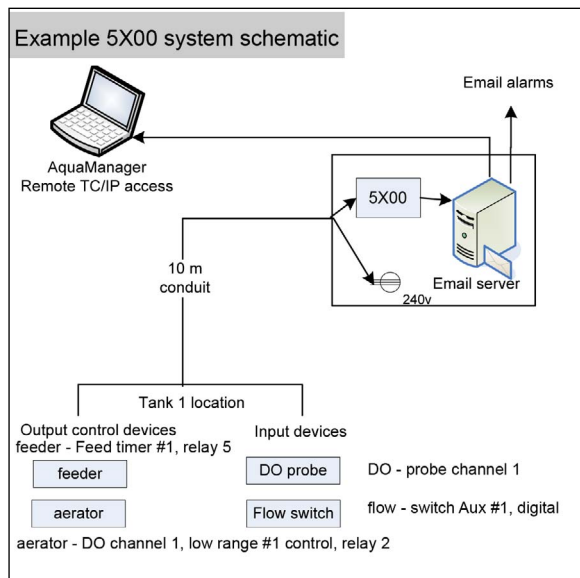 Example 5X00 system schematic
Email alarms
AquaManager
Remote TC/IP access
5X00
10 m
conduit
240v
Email server
Tank 1 location
Output control devices
Input devices
feeder - Feed timer #1, relay 5
feeder
DO probe
DO - probe channel 1
aerator
Flow switch
flow - switch Aux #1, digital
aerator - DO channel 1, low range #1 control, relay 2